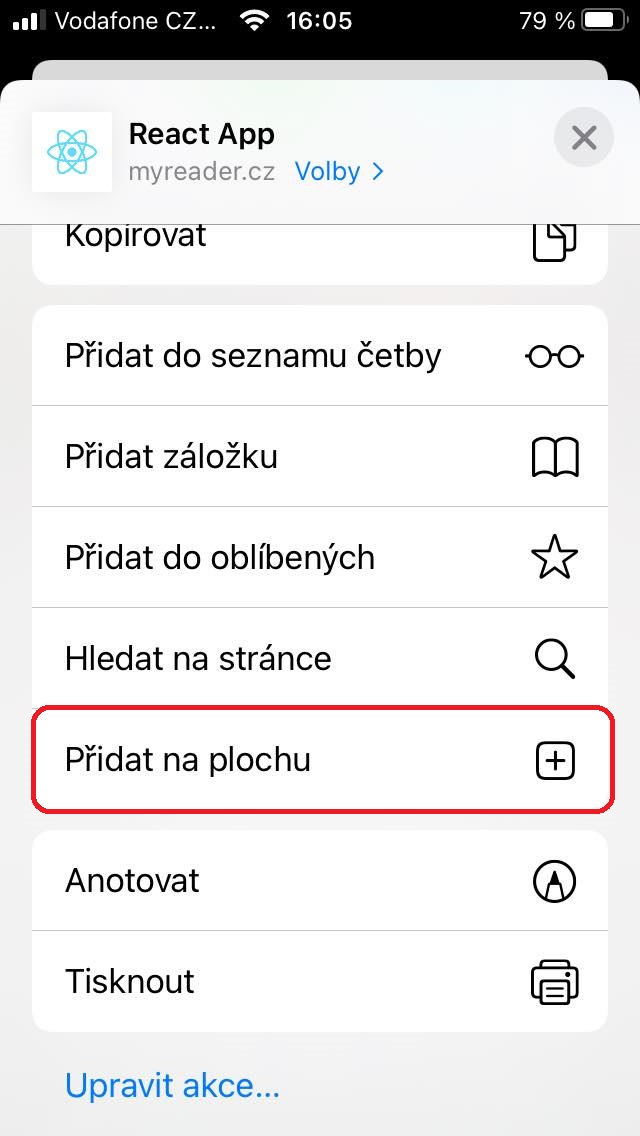 Vodafone CZ... 16:05 79 %
React App
myreader.cz Volby
Kopírovat
Přidat do seznamu četby
Přidat záložku
Přidat do oblíbených
Hledat na stránce
Přidat na plochu
Anotovat
Tisknout
Upravit akce...